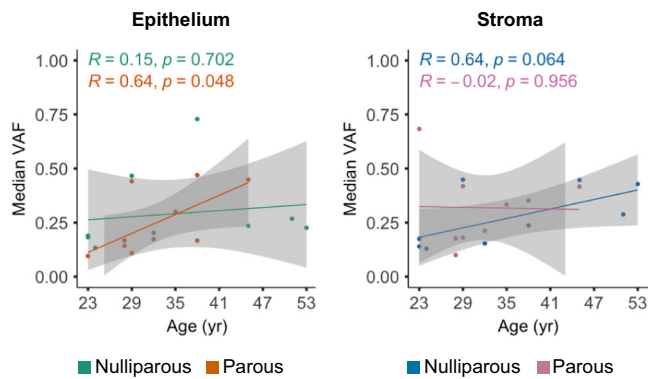 Epithelium
R = 0.15, p = 0.702
R = 0.64, p = 0.048
Median VAF
1.00
0.75
0.50
0.25
0.00
23 29 35 41 47 53
Age (yr)
Nulliparous Parous
Stroma
R = 0.64, p = 0.064
R = −0.02, p = 0.956
Median VAF
1.00
0.75
0.50
0.25
0.00
23 29 35 41 47 53
Age (yr)
Nulliparous Parous